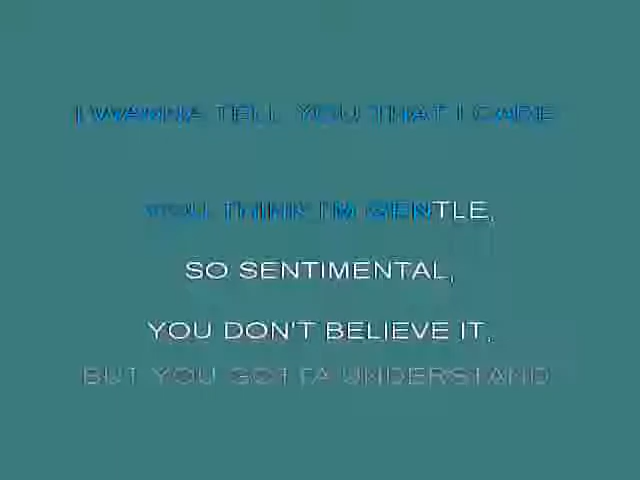 I WANNA TELL YOU THAT I CARE
YOU THINK I'M GENTLE,
SO SENTIMENTAL,
YOU DON'T BELIEVE IT.
BUT YOU GOTTA UNDERSTAND